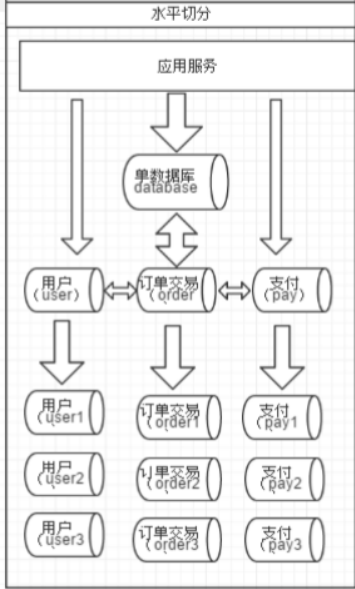 水平切分
应用服务
单数据库
database
用户
（user）
订单交易
（order
支付
（pay）
用户
（user1
订单交易
（order1
支付
（pay1
用户
（user2
订单交易
（order2
支付
（pay2
用户
（user3
订单交易
（order3
支付
（pay3